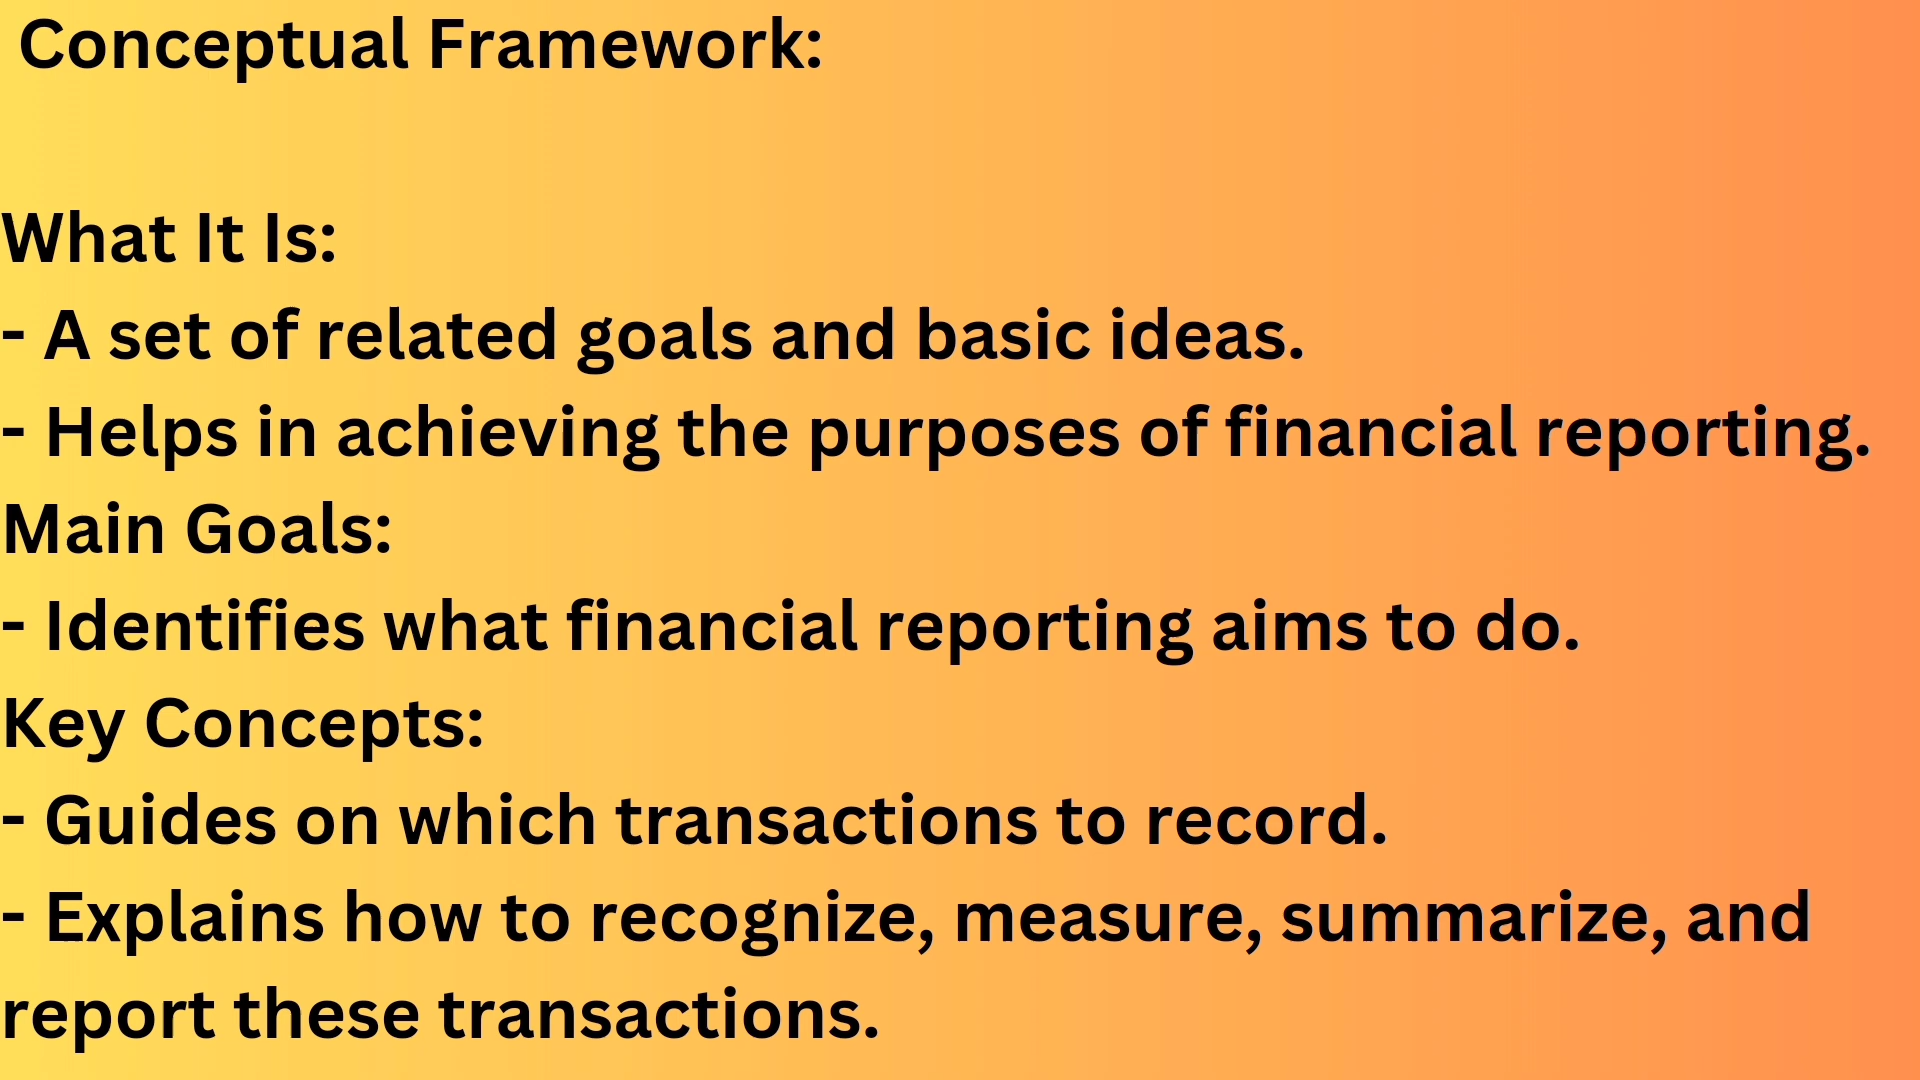 Conceptual Framework:
What It Is:
- A set of related goals and basic ideas.
- Helps in achieving the purposes of financial reporting.
Main Goals:
- Identifies what financial reporting aims to do.
Key Concepts:
- Guides on which transactions to record.
- Explains how to recognize, measure, summarize, and
report these transactions.